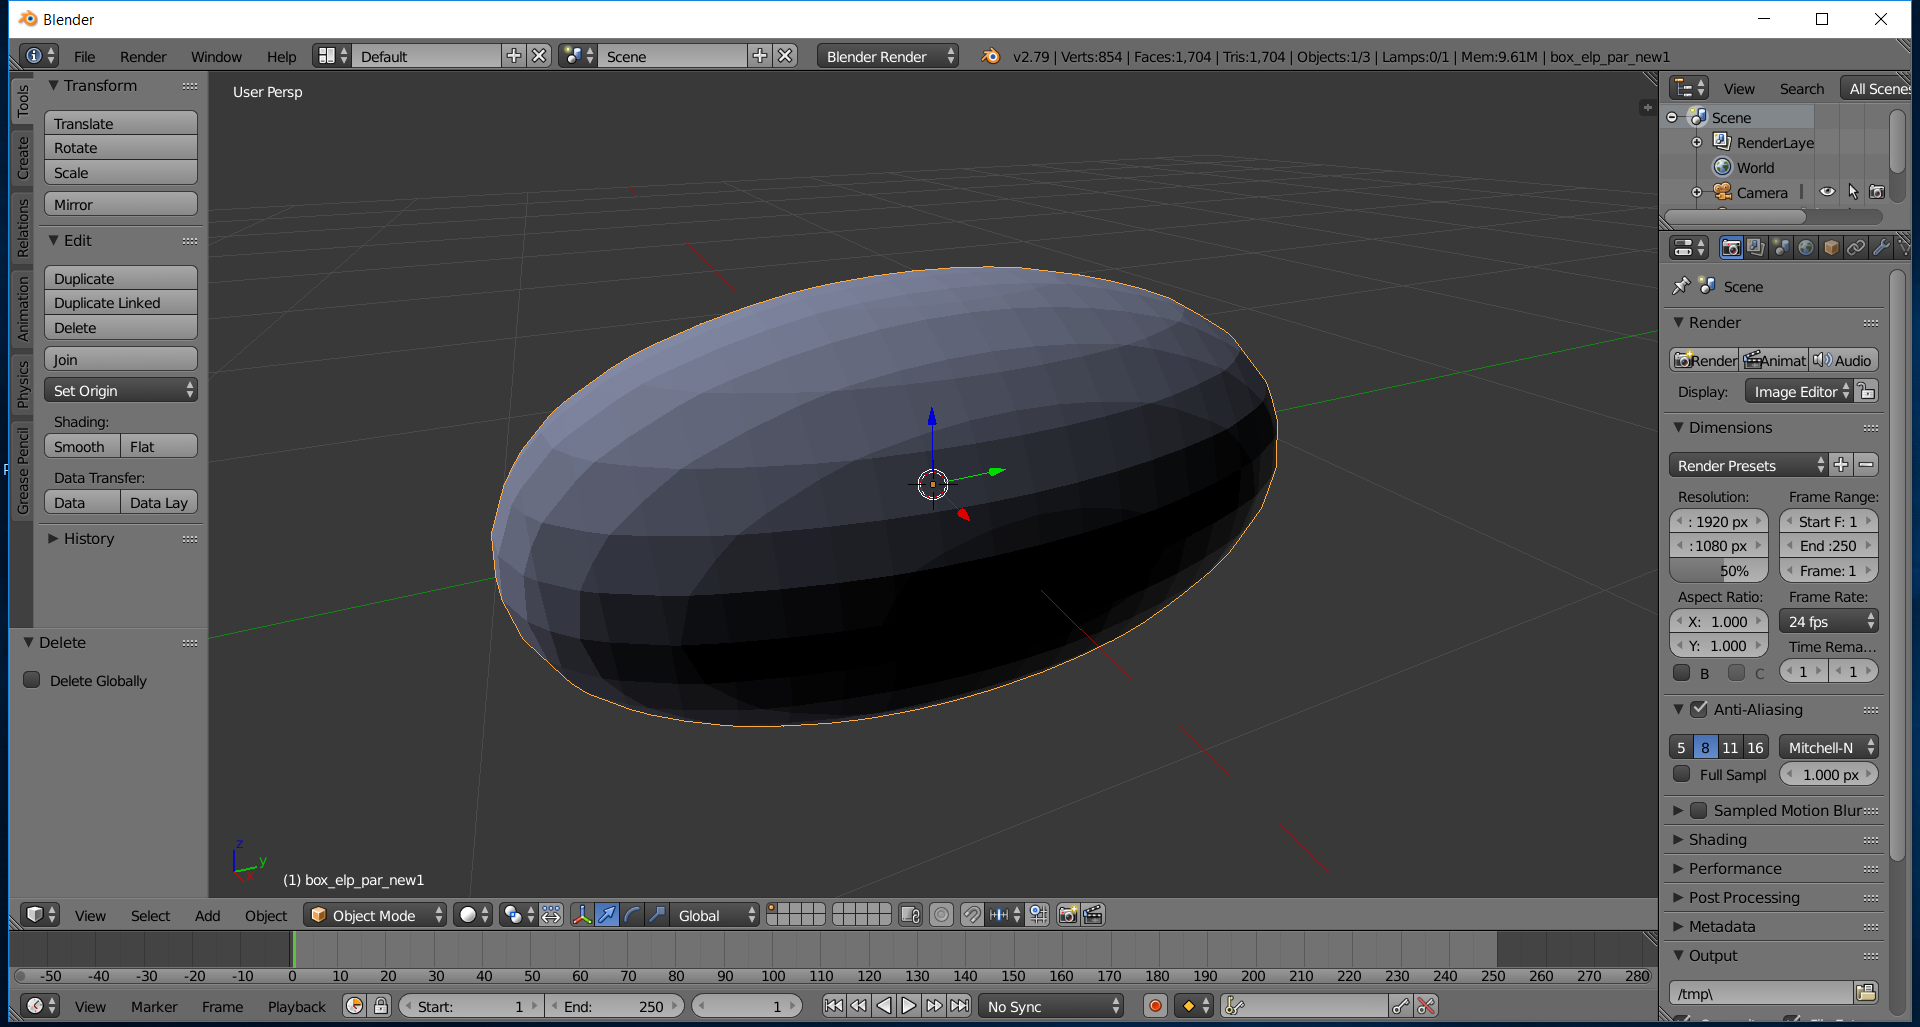 Blender
File Render Window Help Default Scene Blender Render v2.79 | Verts:854 | Faces:1,704 | Tris:1,704 | Objects:1/3 | Lamps:0/1 | Mem:9.61M | box_elp_par_new1
Tools
Create
Relations
Animation
Physics
Grease Pencil
Transform
Translate
Rotate
Scale
Mirror
Edit
Duplicate
Duplicate Linked
Delete
Join
Set Origin
Shading:
Smooth Flat
Data Transfer:
Data Data Lay
History
Delete
Delete Globally
User Persp
z
y
x
(1) box_elp_par_new1
View Search All Scenes
Scene
RenderLaye
World
Camera
Scene
Render
Render Animat Audio
Display: Image Editor
Dimensions
Render Presets
Resolution: Frame Range:
: 1920 px Start F: 1
: 1080 px End :250
50% Frame: 1
Aspect Ratio: Frame Rate:
X: 1.000 24 fps
Y: 1.000 Time Rema...
B C 1 1
Anti-Aliasing
5 8 11 16 Mitchell-N
Full Sampl 1.000 px
Sampled Motion Blur
Shading
Performance
Post Processing
Metadata
Output
/tmp\
View Select Add Object Object Mode Global
-50 -40 -30 -20 -10 0 10 20 30 40 50 60 70 80 90 100 110 120 130 140 150 160 170 180 190 200 210 220 230 240 250 260 270 280
View Marker Frame Playback Start: 1 End: 250 1 No Sync